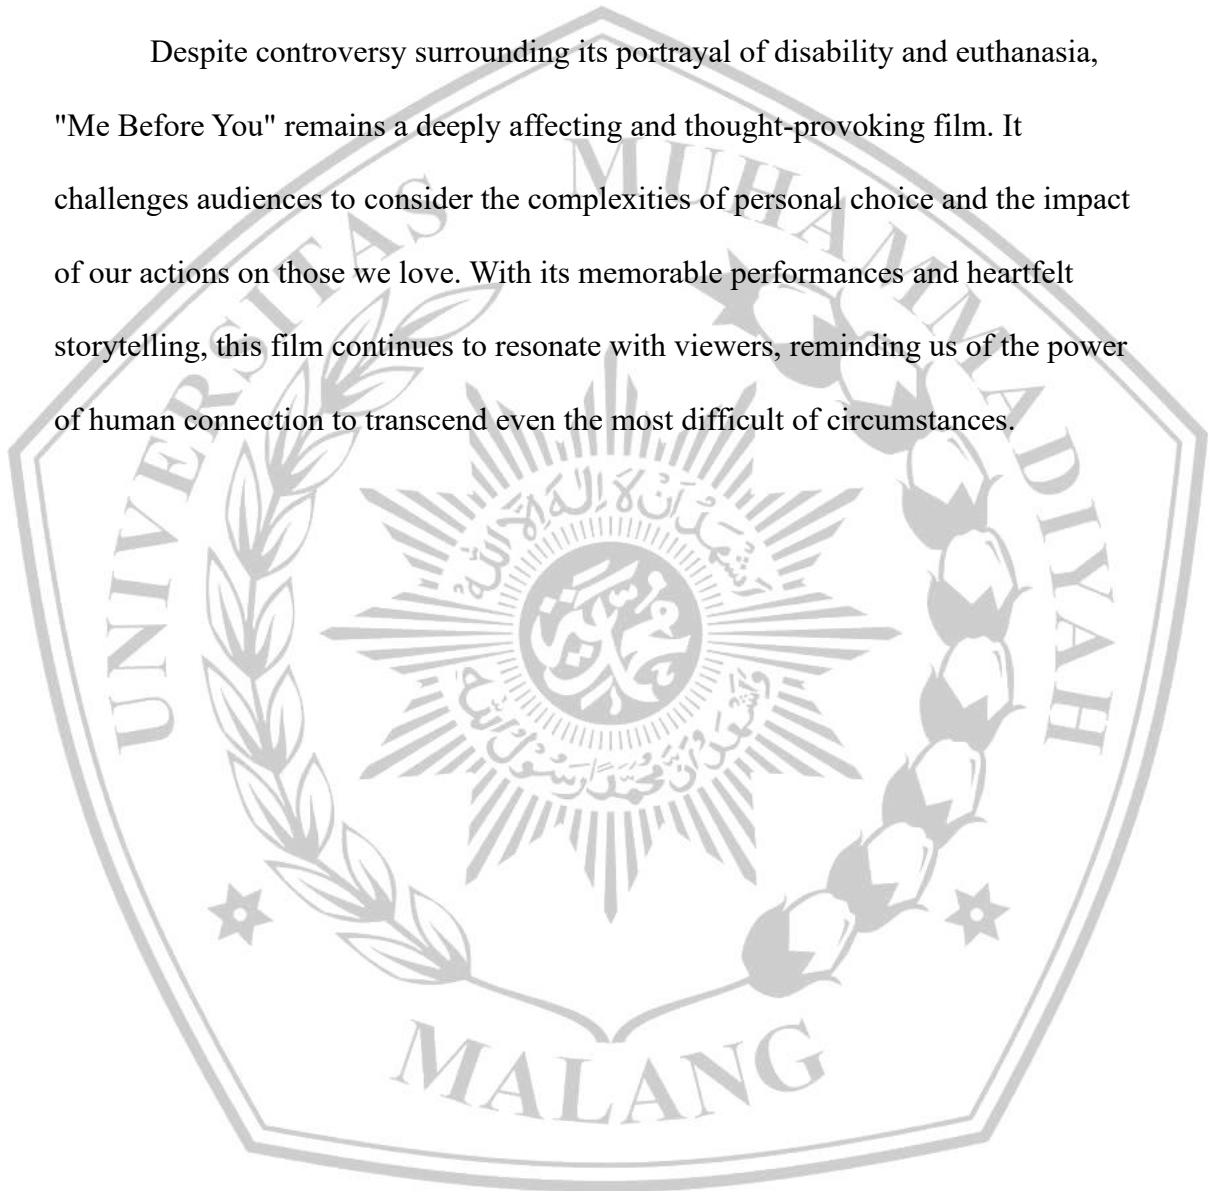 Despite controversy surrounding its portrayal of disability and euthanasia,
"Me Before You" remains a deeply affecting and thought-provoking film. It
challenges audiences to consider the complexities of personal choice and the impact
of our actions on those we love. With its memorable performances and heartfelt
storytelling, this film continues to resonate with viewers, reminding us of the power
of human connection to transcend even the most difficult of circumstances.
UNIVERSITAS MUHAMMADIYAH
MALANG